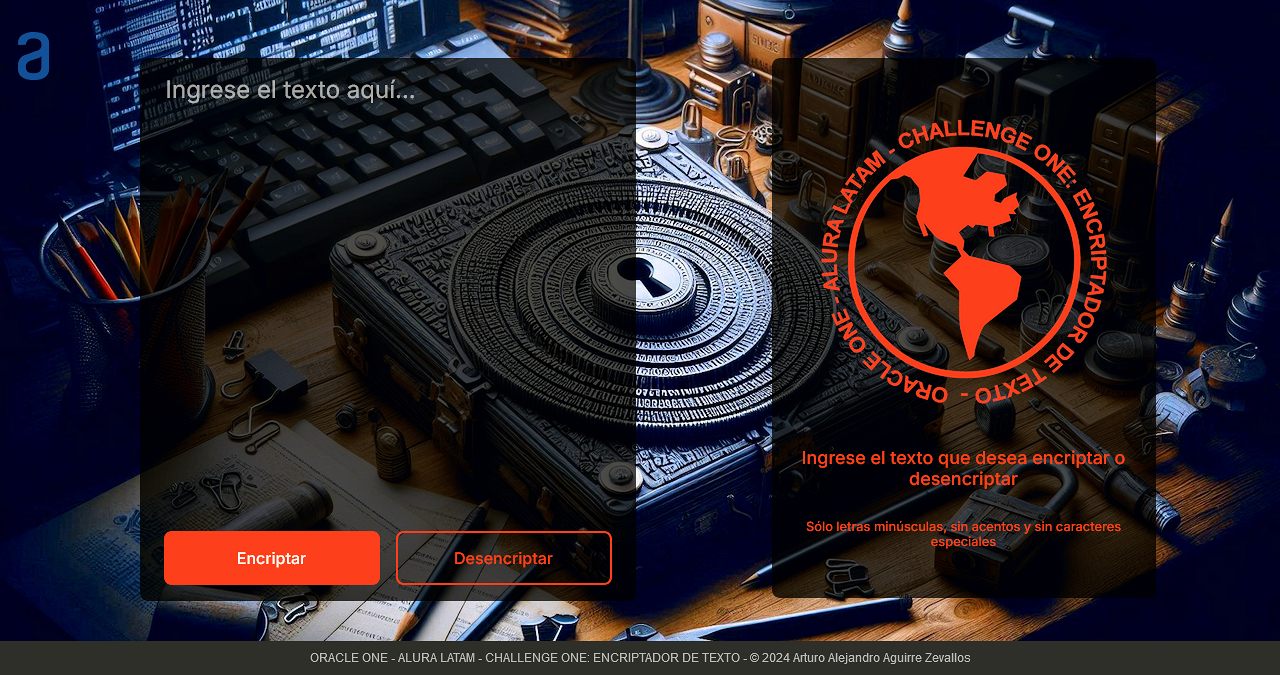 a
Ingrese el texto aquí...
Encriptar
Desencriptar
ORACLE ONE - ALURA LATAM - CHALLENGE ONE: ENCRIPTADOR DE TEXTO -
Ingrese el texto que desea encriptar o
desencriptar
Sólo letras minúsculas, sin acentos y sin caracteres
especiales
ORACLE ONE - ALURA LATAM - CHALLENGE ONE: ENCRIPTADOR DE TEXTO - © 2024 Arturo Alejandro Aguirre Zevallos